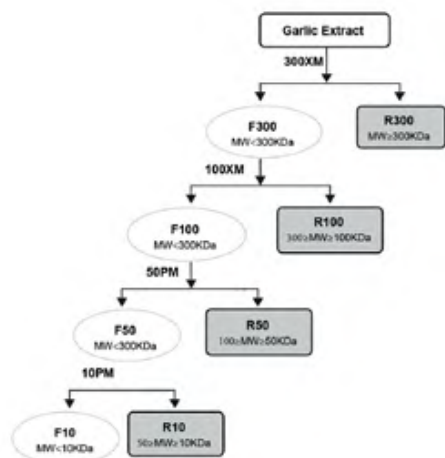 Garlic Extract
300XM
F300
MW<300KDa
R300
MW≥300KDa
100XM
F100
MW<300KDa
R100
300≥MW≥100KDa
50PM
F50
MW<300KDa
R50
100≥MW≥50KDa
10PM
F10
MW<10KDa
R10
50≥MW≥10KDa